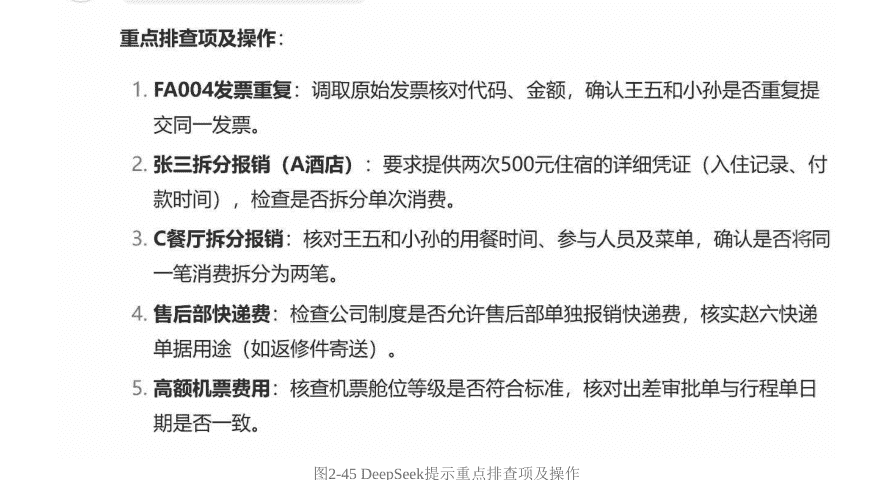 重点排查项及操作：
1. FA004发票重复：调取原始发票核对代码、金额，确认王五和小孙是否重复提
交同一发票。
2. 张三拆分报销（A酒店）：要求提供两次500元住宿的详细凭证（入住记录、付
款时间），检查是否拆分单次消费。
3. C餐厅拆分报销：核对王五和小孙的用餐时间、参与人员及菜单，确认是否将同
一笔消费拆分为两笔。
4. 售后部快递费：检查公司制度是否允许售后部单独报销快递费，核实赵六快递
单据用途（如返修件寄送）。
5. 高额机票费用：核查机票舱位等级是否符合标准，核对出差审批单与行程单日
期是否一致。
图2-45 DeepSeek提示重点排查项及操作